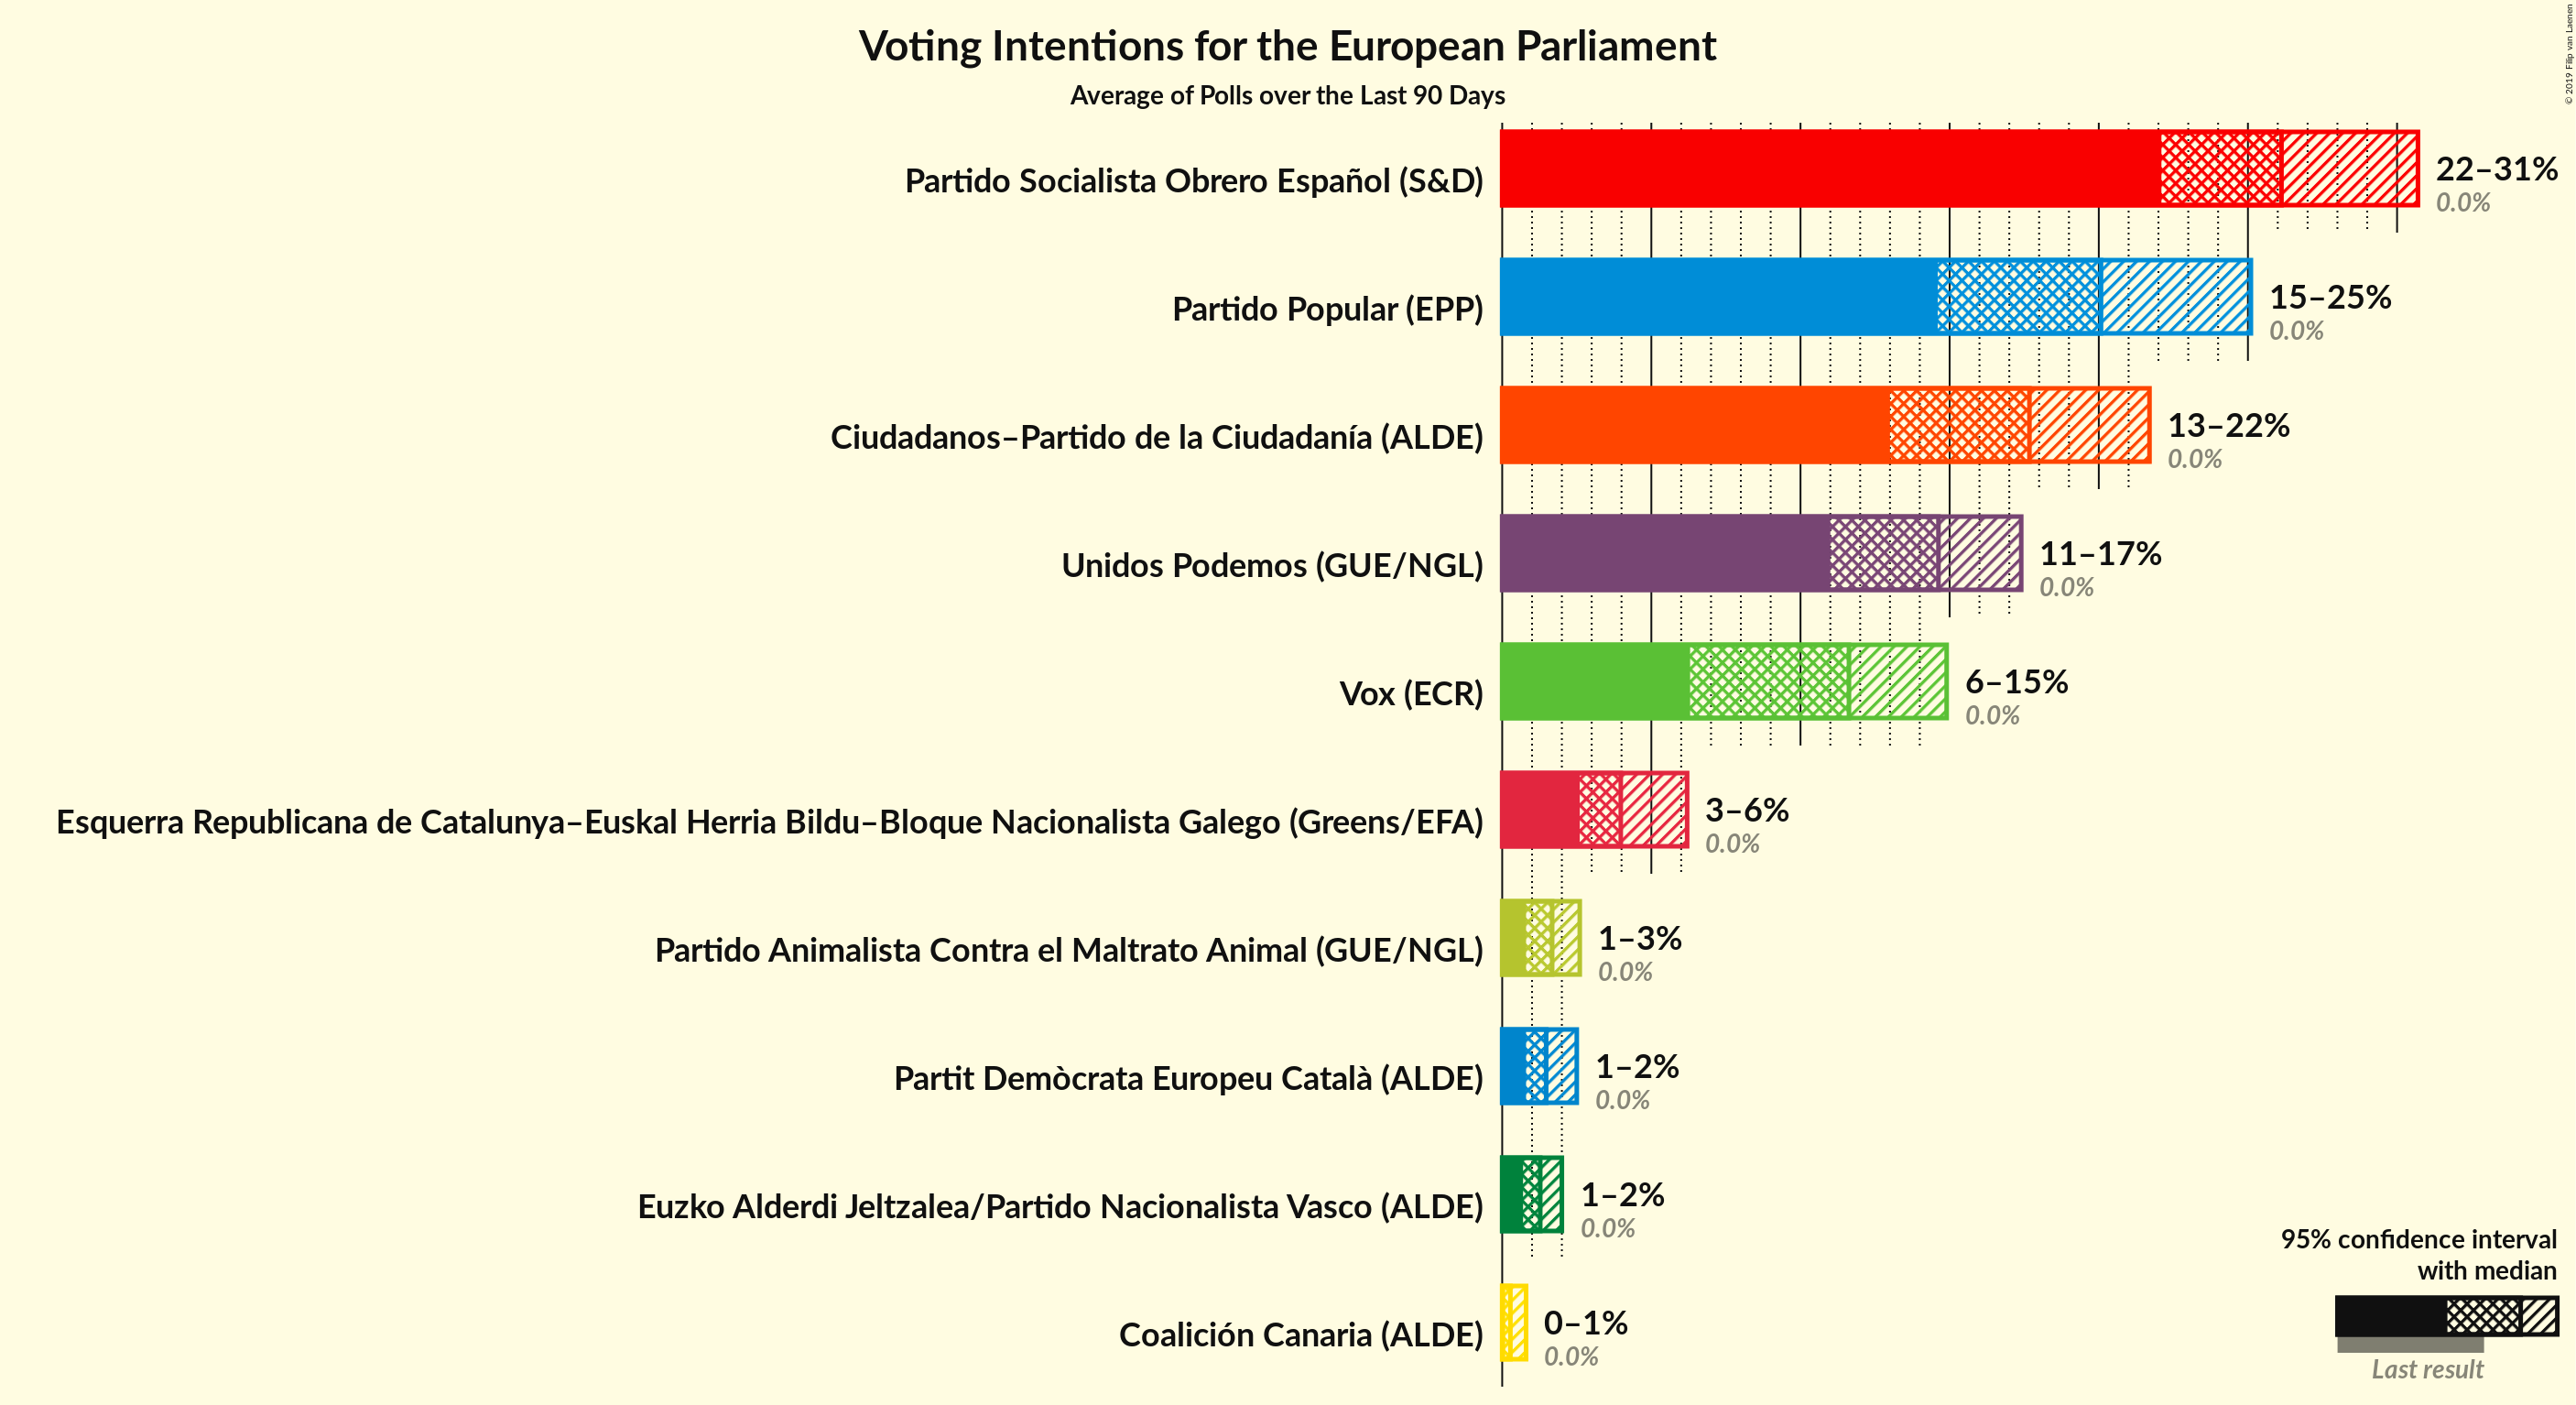 Voting Intentions for the European Parliament
Average of Polls over the Last 90 Days
© 2019 Filip van Laenen
Partido Socialista Obrero Español (S&D)
22–31%
0.0%
Partido Popular (EPP)
15–25%
0.0%
Ciudadanos–Partido de la Ciudadanía (ALDE)
13–22%
0.0%
Unidos Podemos (GUE/NGL)
11–17%
0.0%
Vox (ECR)
6–15%
0.0%
Esquerra Republicana de Catalunya–Euskal Herria Bildu–Bloque Nacionalista Galego (Greens/EFA)
3–6%
0.0%
Partido Animalista Contra el Maltrato Animal (GUE/NGL)
1–3%
0.0%
Partit Demòcrata Europeu Català (ALDE)
1–2%
0.0%
Euzko Alderdi Jeltzalea/Partido Nacionalista Vasco (ALDE)
1–2%
0.0%
Coalición Canaria (ALDE)
0–1%
0.0%
95% confidence interval
with median
Last result